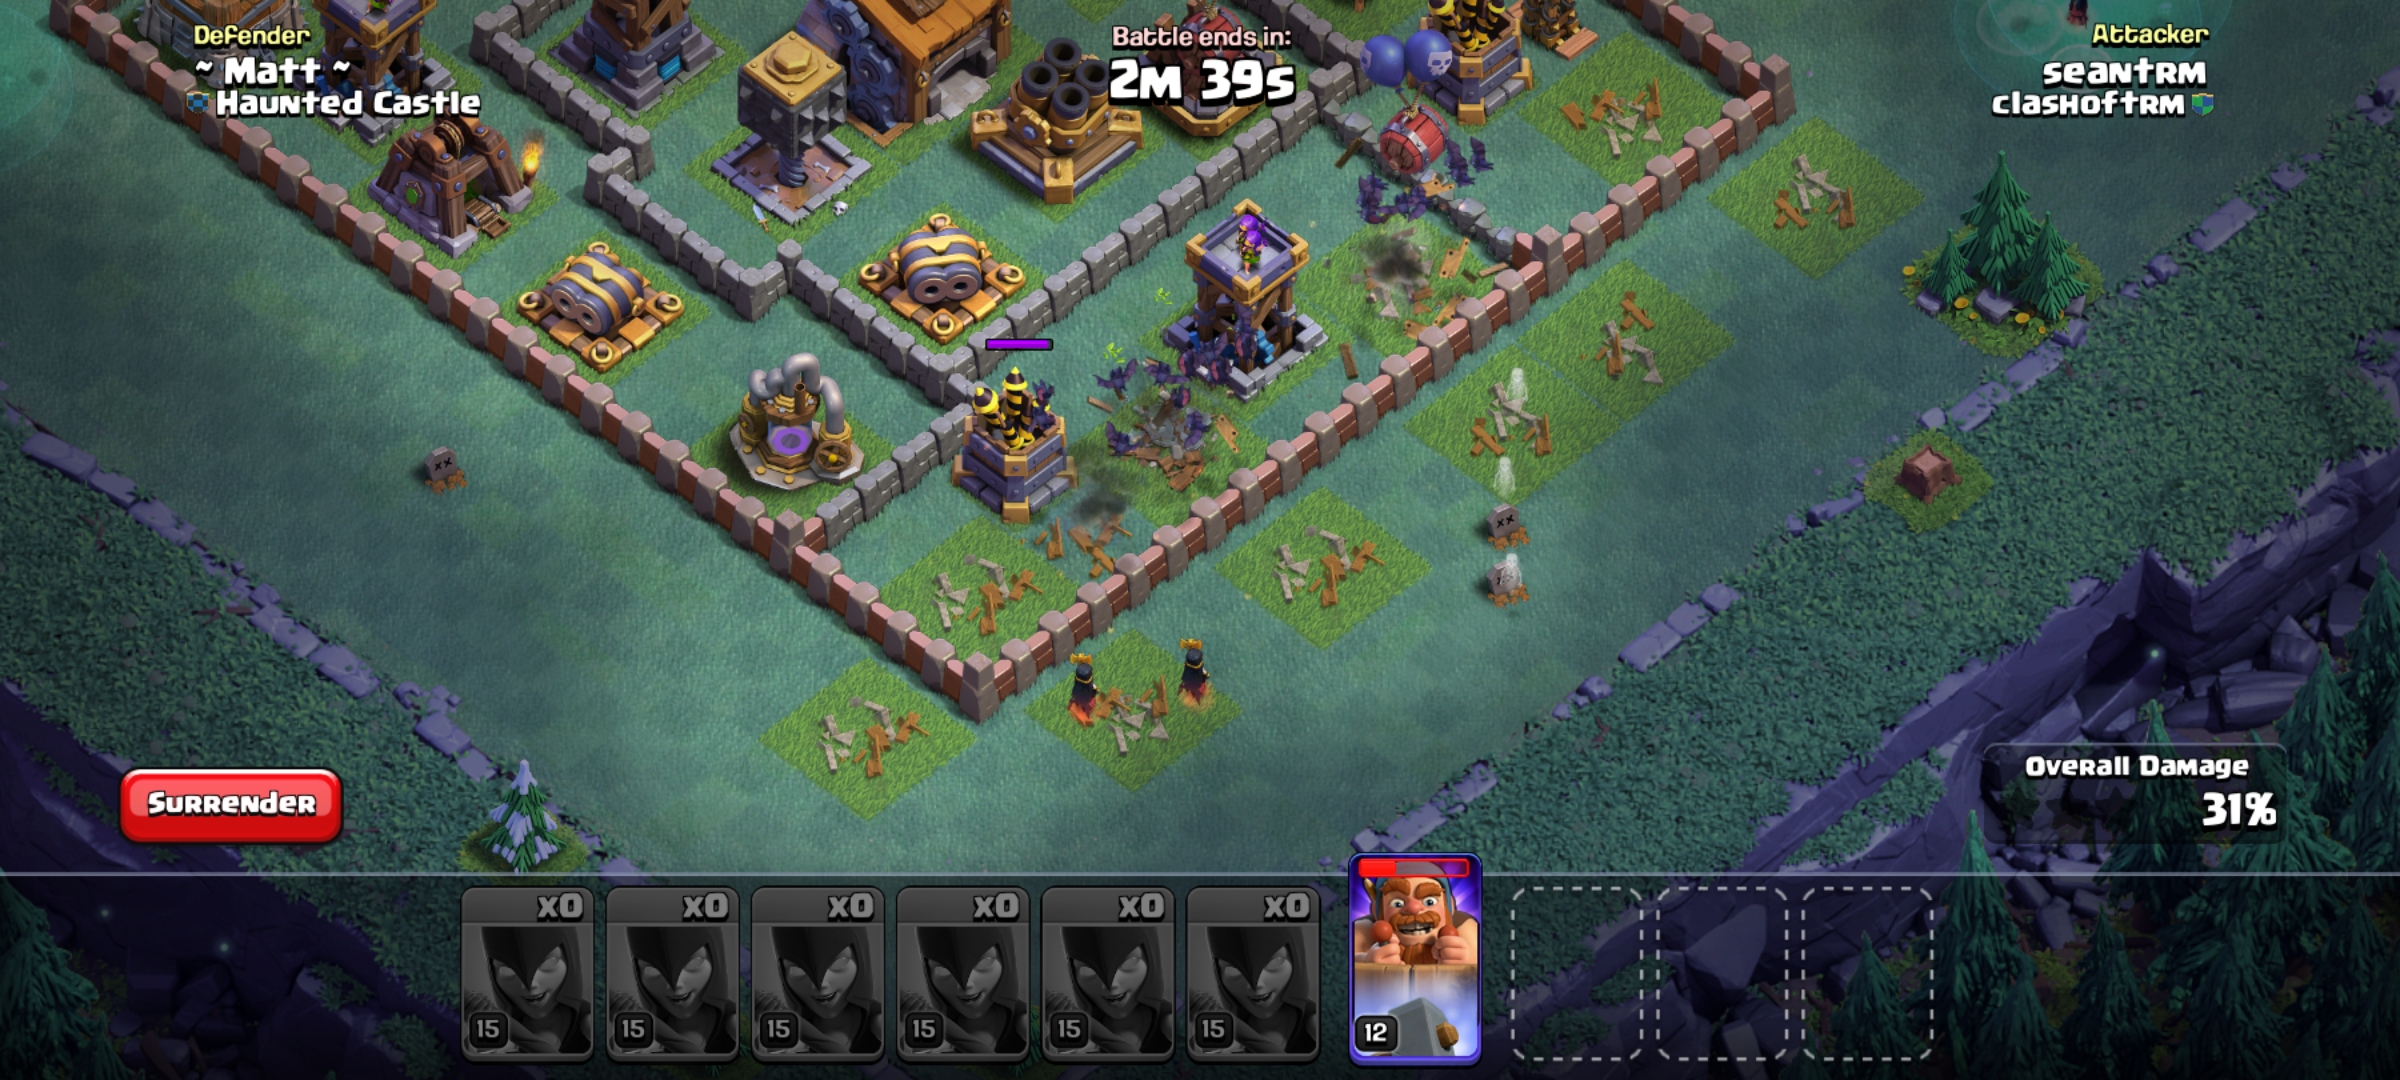 Defender
~ Matt ~
Haunted Castle
Battle ends in:
2M 39s
Attacker
seantRM
clashoftRM
Surrender
Overall Damage
31%
x0
x0
x0
x0
x0
x0
15
15
15
15
15
15
12